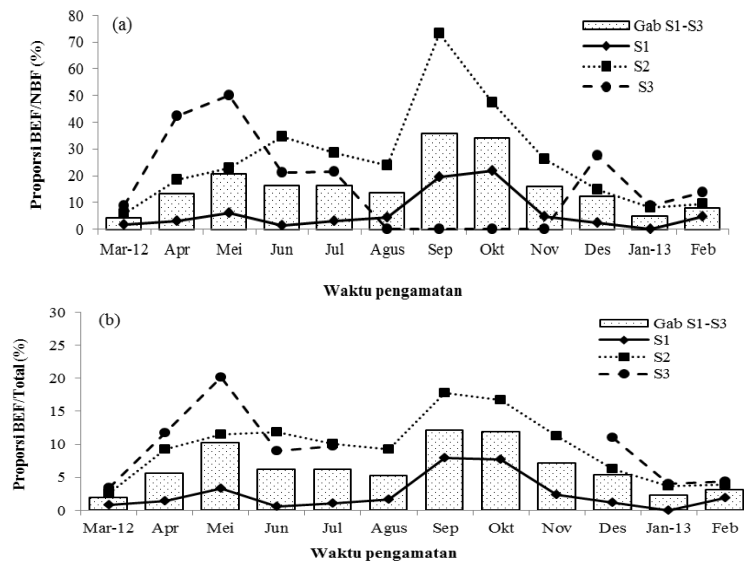 (a)
Proporsi BEF/NBF (%)
80
70
60
50
40
30
20
10
0
Gab S1-S3
S1
S2
S3
Mar-12 Apr Mei Jun Jul Agus Sep Okt Nov Des Jan-13 Feb
Waktu pengamatan
(b)
Proporsi BEF/Total (%)
30
25
20
15
10
5
0
Gab S1-S3
S1
S2
S3
Mar-12 Apr Mei Jun Jul Agus Sep Okt Nov Des Jan-13 Feb
Waktu pengamatan